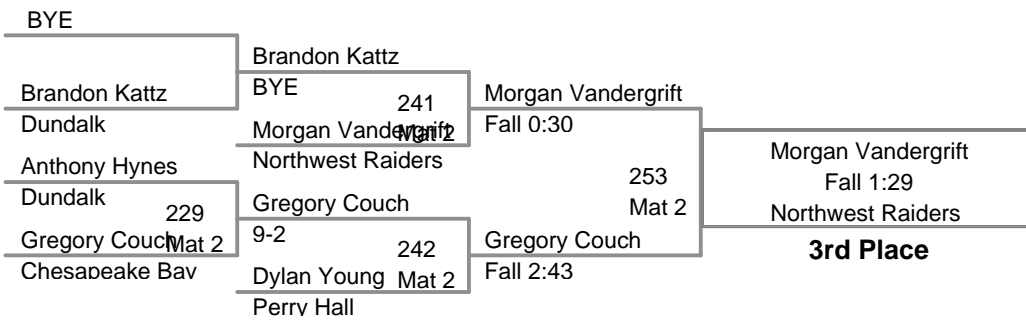 BYE
Brandon Kattz
Dundalk
Anthony Hynes
Dundalk
229
Mat 2
Gregory Couch
Chesapeake Bay
Brandon Kattz
BYE
241
Mat 2
Morgan Vandergrift
Northwest Raiders
Gregory Couch
9-2
242
Mat 2
Dylan Young
Perry Hall
Morgan Vandergrift
Fall 0:30
253
Mat 2
Gregory Couch
Fall 2:43
Morgan Vandergrift
Fall 1:29
Northwest Raiders
3rd Place